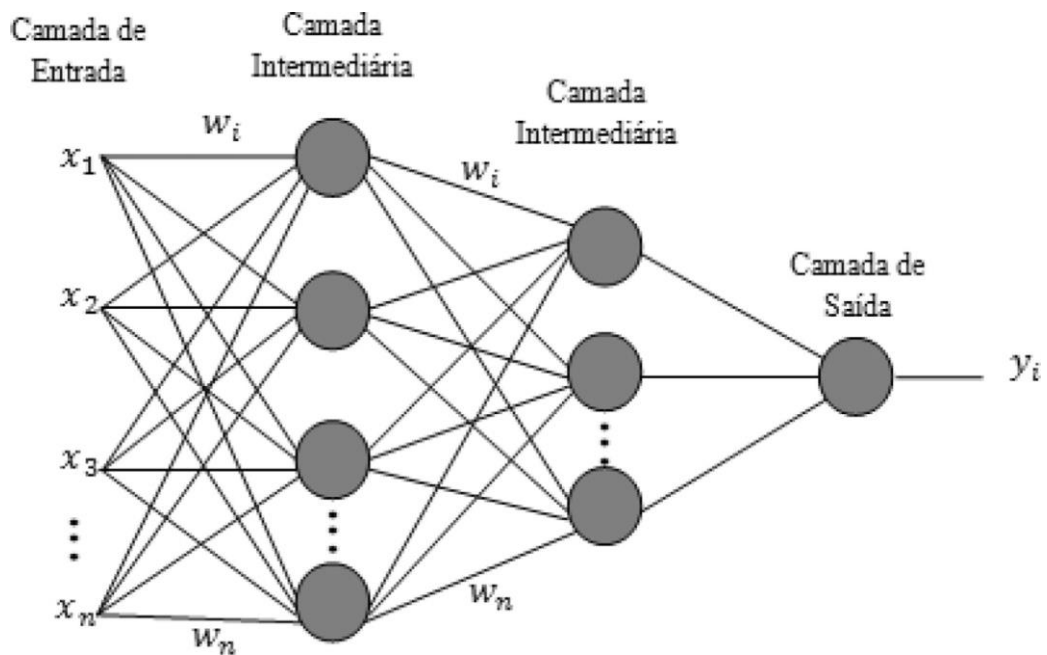 Camada de
Entrada
Camada
Intermediária
Camada
Intermediária
Camada de
Saída
w_i
w_i
x_1
x_2
x_3
x_n
w_n
w_n
y_i